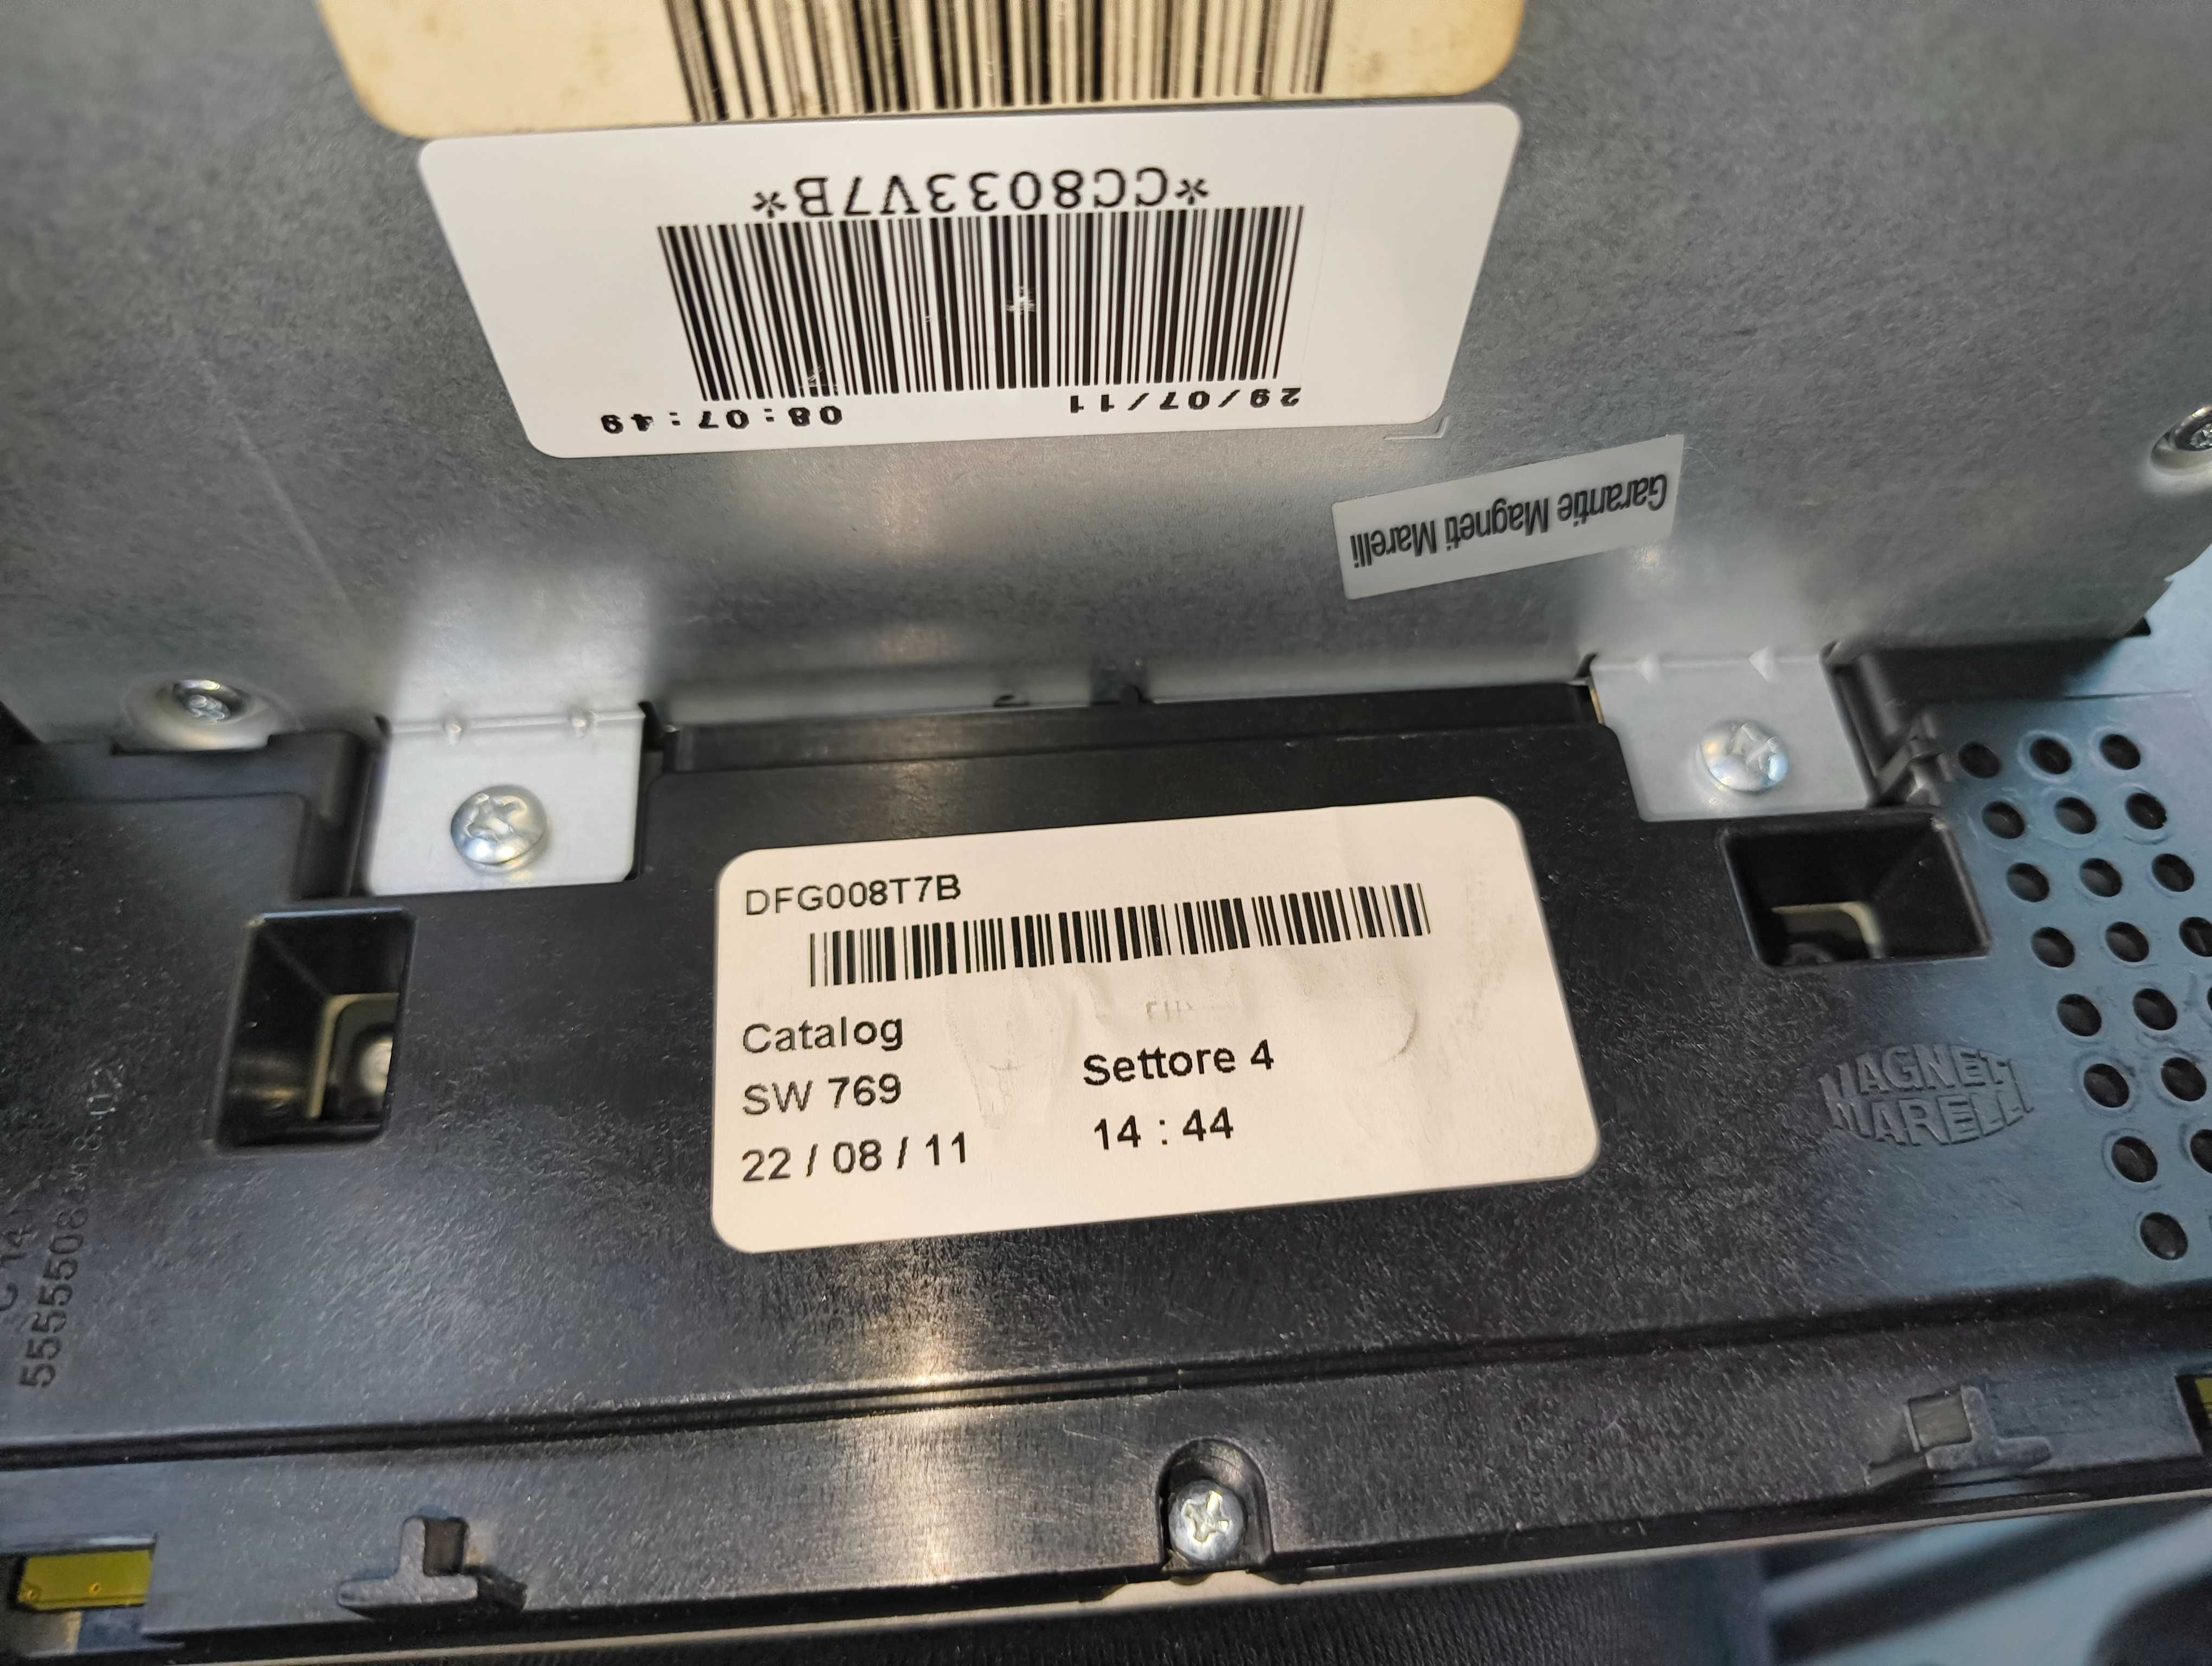 *CC8033V7B*
29/07/11 08:07:49
Garantie Magneti Marelli
DFG008T7B
Catalog
SW 769 Settore 4
22 / 08 / 11 14 : 44
MAGNETI
MARELLI